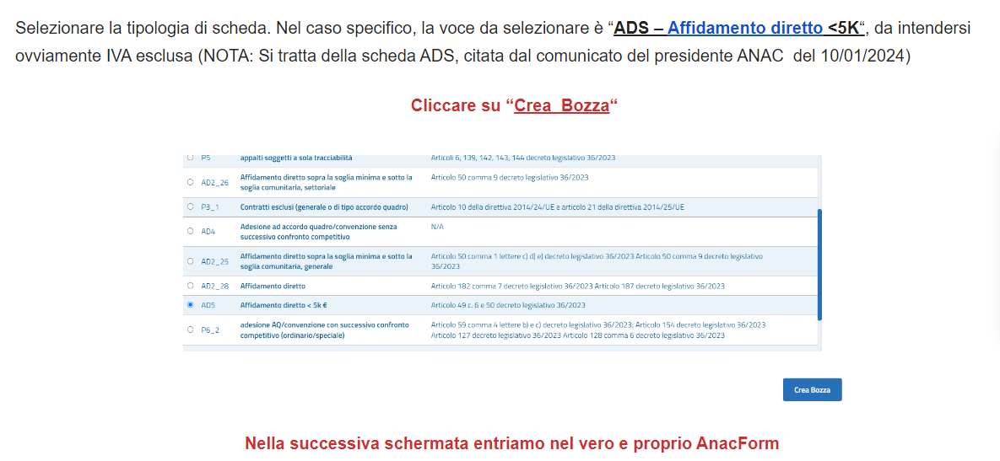 Selezionare la tipologia di scheda. Nel caso specifico, la voce da selezionare è “ADS – Affidamento diretto <5K“, da intendersi
ovviamente IVA esclusa (NOTA: Si tratta della scheda ADS, citata dal comunicato del presidente ANAC  del 10/01/2024)
Cliccare su “Crea  Bozza“
P5 appalti soggetti a sola tracciabilità Articoli 6, 139, 142, 143, 144 decreto legislativo 36/2023
AD2_26 Affidamento diretto sopra la soglia minima e sotto la Articolo 50 comma 9 decreto legislativo 36/2023
soglia comunitaria, settoriale
P3_1 Contratti esclusi (generale o di tipo accordo quadro) Articolo 10 della direttiva 2014/24/UE e articolo 21 della direttiva 2014/25/UE
AD4 Adesione ad accordo quadro/convenzione senza N/A
successivo confronto competitivo
AD2_25 Affidamento diretto sopra la soglia minima e sotto la Articolo 50 comma 1 lettere c) d) e) decreto legislativo 36/2023 Articolo 50 comma 9 decreto legislativo
soglia comunitaria, generale 36/2023
AD2_28 Affidamento diretto Articolo 182 comma 7 decreto legislativo 36/2023 Articolo 187 decreto legislativo 36/2023
AD5 Affidamento diretto < 5k € Articolo 49 c. 6 e 50 decreto legislativo 36/2023
P6_2 adesione AQ/convenzione con successivo confronto Articolo 59 comma 4 lettere b) e c) decreto legislativo 36/2023; Articolo 154 decreto legislativo 36/2023
competitivo (ordinario/speciale) Articolo 127 decreto legislativo 36/2023 Articolo 128 comma 6 decreto legislativo 36/2023
Crea Bozza
Nella successiva schermata entriamo nel vero e proprio AnacForm